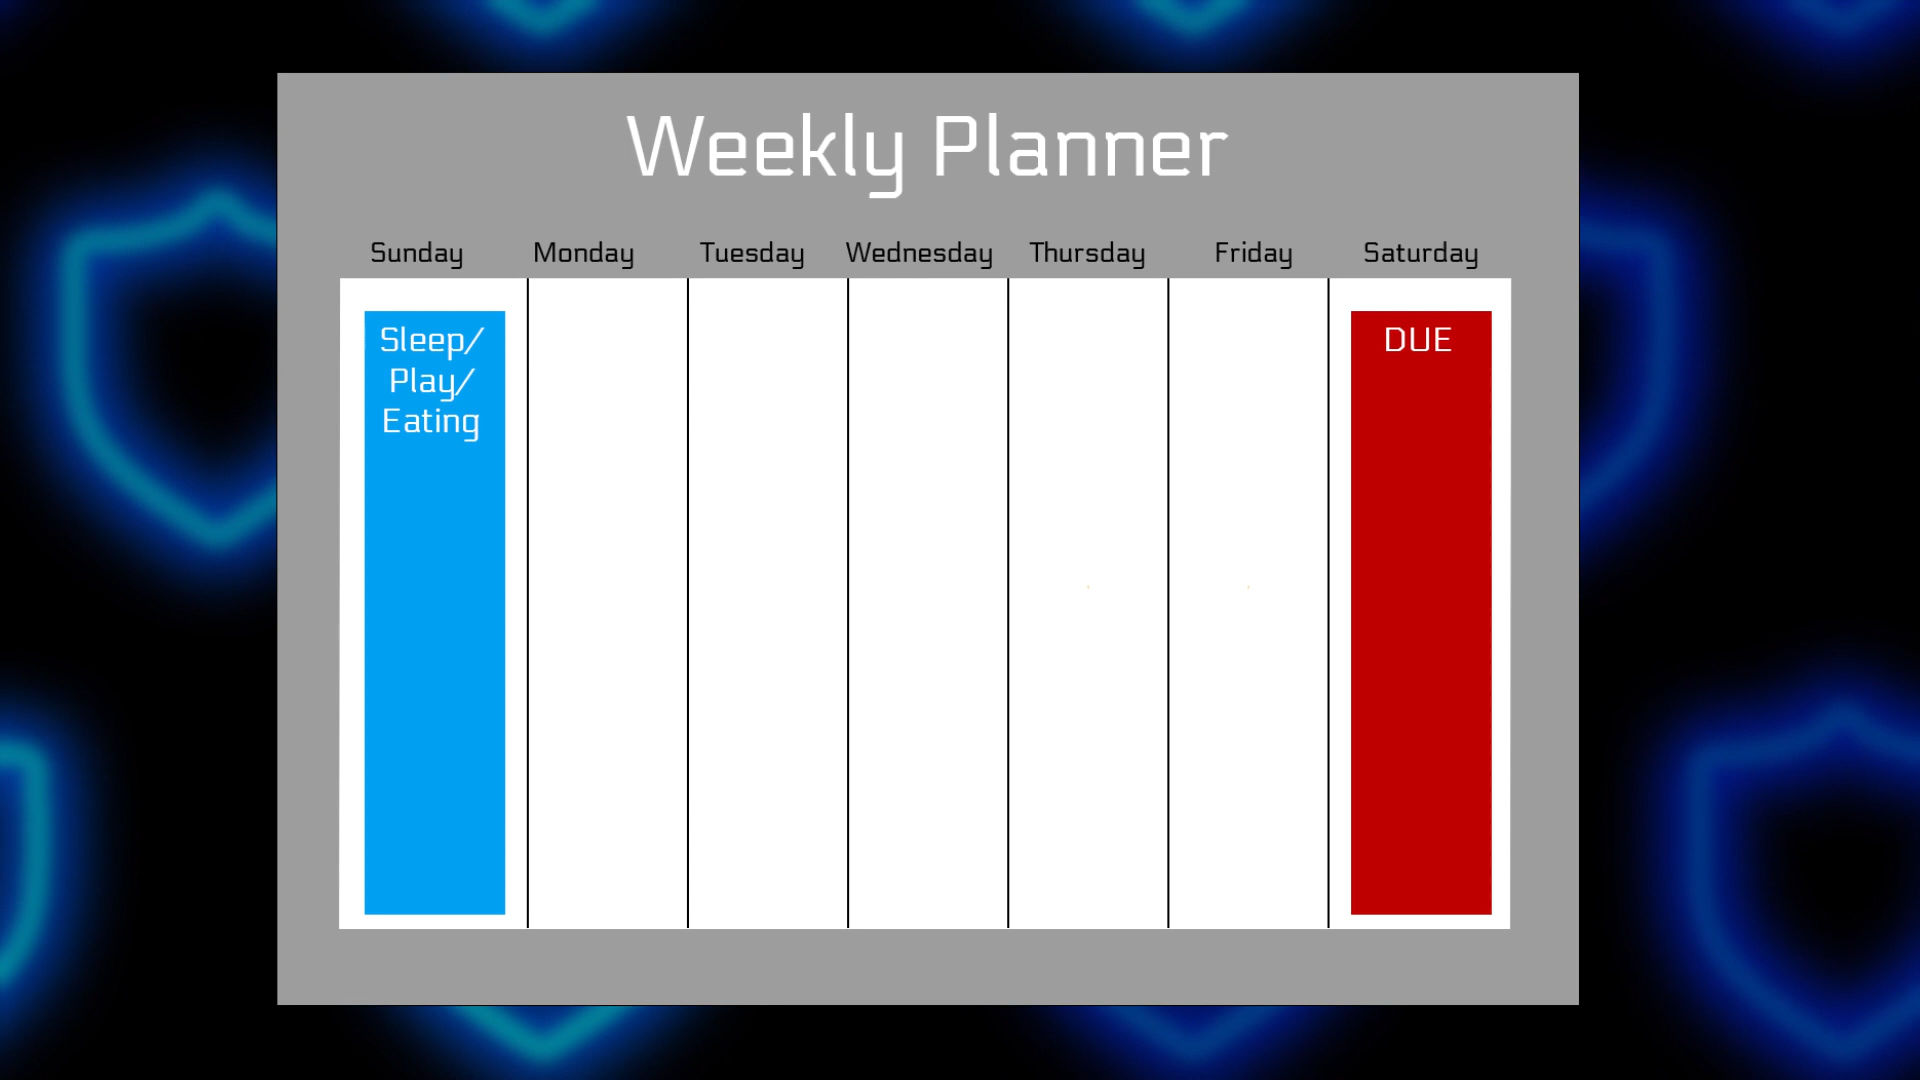 Weekly Planner
Sunday Monday Tuesday Wednesday Thursday Friday Saturday
Sleep/
Play/
Eating
DUE